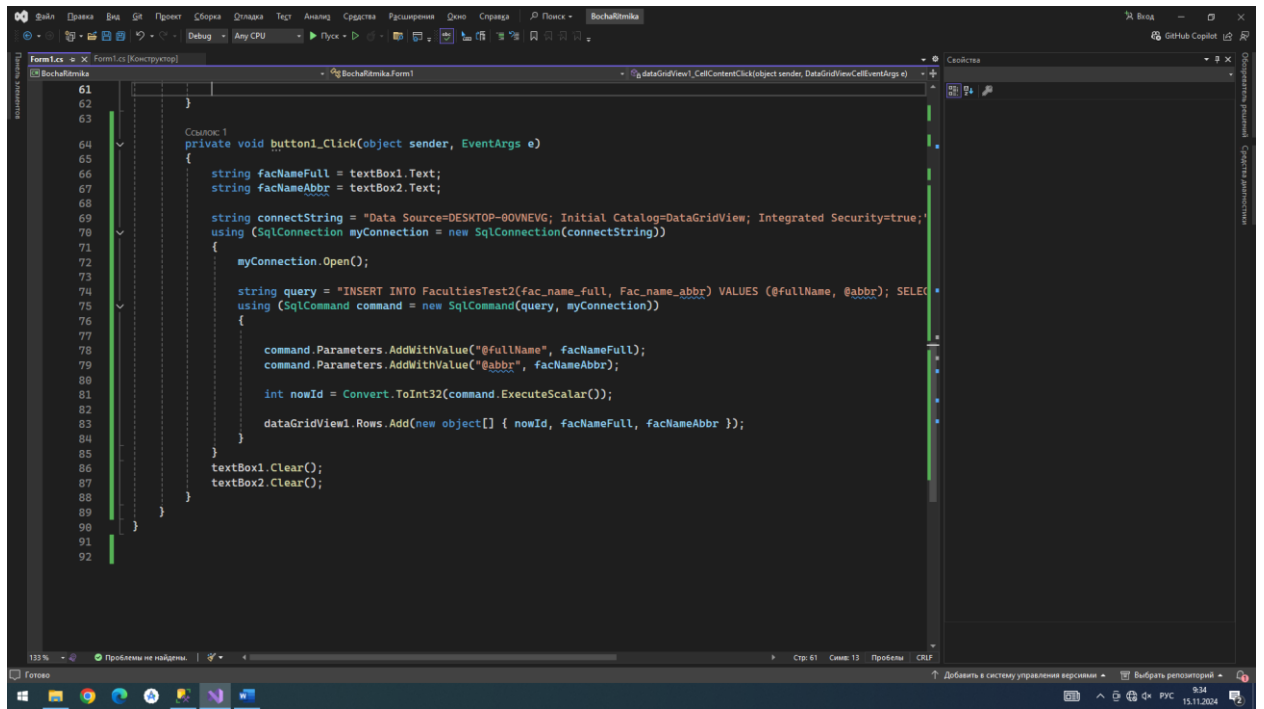 Файл Правка Вид Git Проект Сборка Отладка Тест Анализ Средства Расширения Окно Справка Поиск BochaRitmika Вход
Debug Any CPU Пуск GitHub Copilot
Панель элементов
Form1.cs Form1.cs [Конструктор]
BochaRitmika BochaRitmika.Form1 dataGridView1_CellContentClick(object sender, DataGridViewCellEventArgs e)
61
62 }
63
Ссылок: 1
64 private void button1_Click(object sender, EventArgs e)
65 {
66 string facNameFull = textBox1.Text;
67 string facNameAbbr = textBox2.Text;
68
69 string connectString = "Data Source=DESKTOP-0OVNEVG; Initial Catalog=DataGridView; Integrated Security=true;"
70 using (SqlConnection myConnection = new SqlConnection(connectString))
71 {
72 myConnection.Open();
73
74 string query = "INSERT INTO FacultiesTest2(fac_name_full, Fac_name_abbr) VALUES (@fullName, @abbr); SELEC
75 using (SqlCommand command = new SqlCommand(query, myConnection))
76 {
77
78 command.Parameters.AddWithValue("@fullName", facNameFull);
79 command.Parameters.AddWithValue("@abbr", facNameAbbr);
80
81 int nowId = Convert.ToInt32(command.ExecuteScalar());
82
83 dataGridView1.Rows.Add(new object[] { nowId, facNameFull, facNameAbbr });
84 }
85 }
86 textBox1.Clear();
87 textBox2.Clear();
88 }
89 }
90 }
91
92
Свойства
Обозреватель решений
Средства диагностики
133 % Проблемы не найдены. Стр: 61 Симв: 13 Пробелы CRLF
Готово Добавить в систему управления версиями Выбрать репозиторий
РУС 9:34
15.11.2024